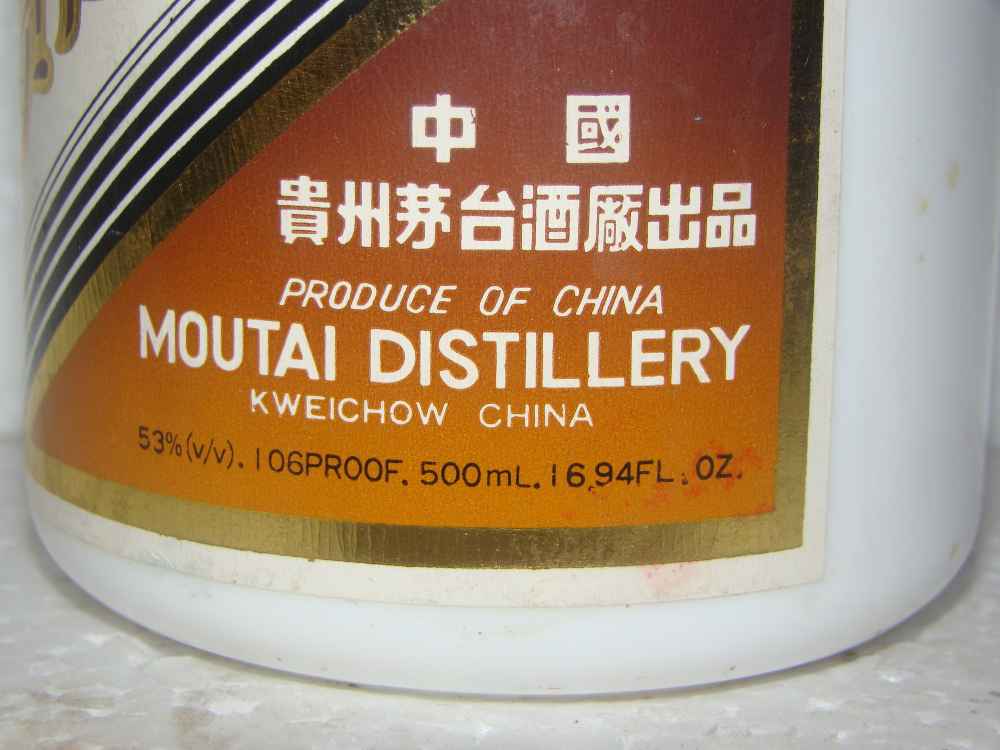 中國
貴州茅台酒廠出品
PRODUCE OF CHINA
MOUTAI DISTILLERY
KWEICHOW CHINA
53%(v/v). 106PROOF. 500mL. 16.94FL. OZ.